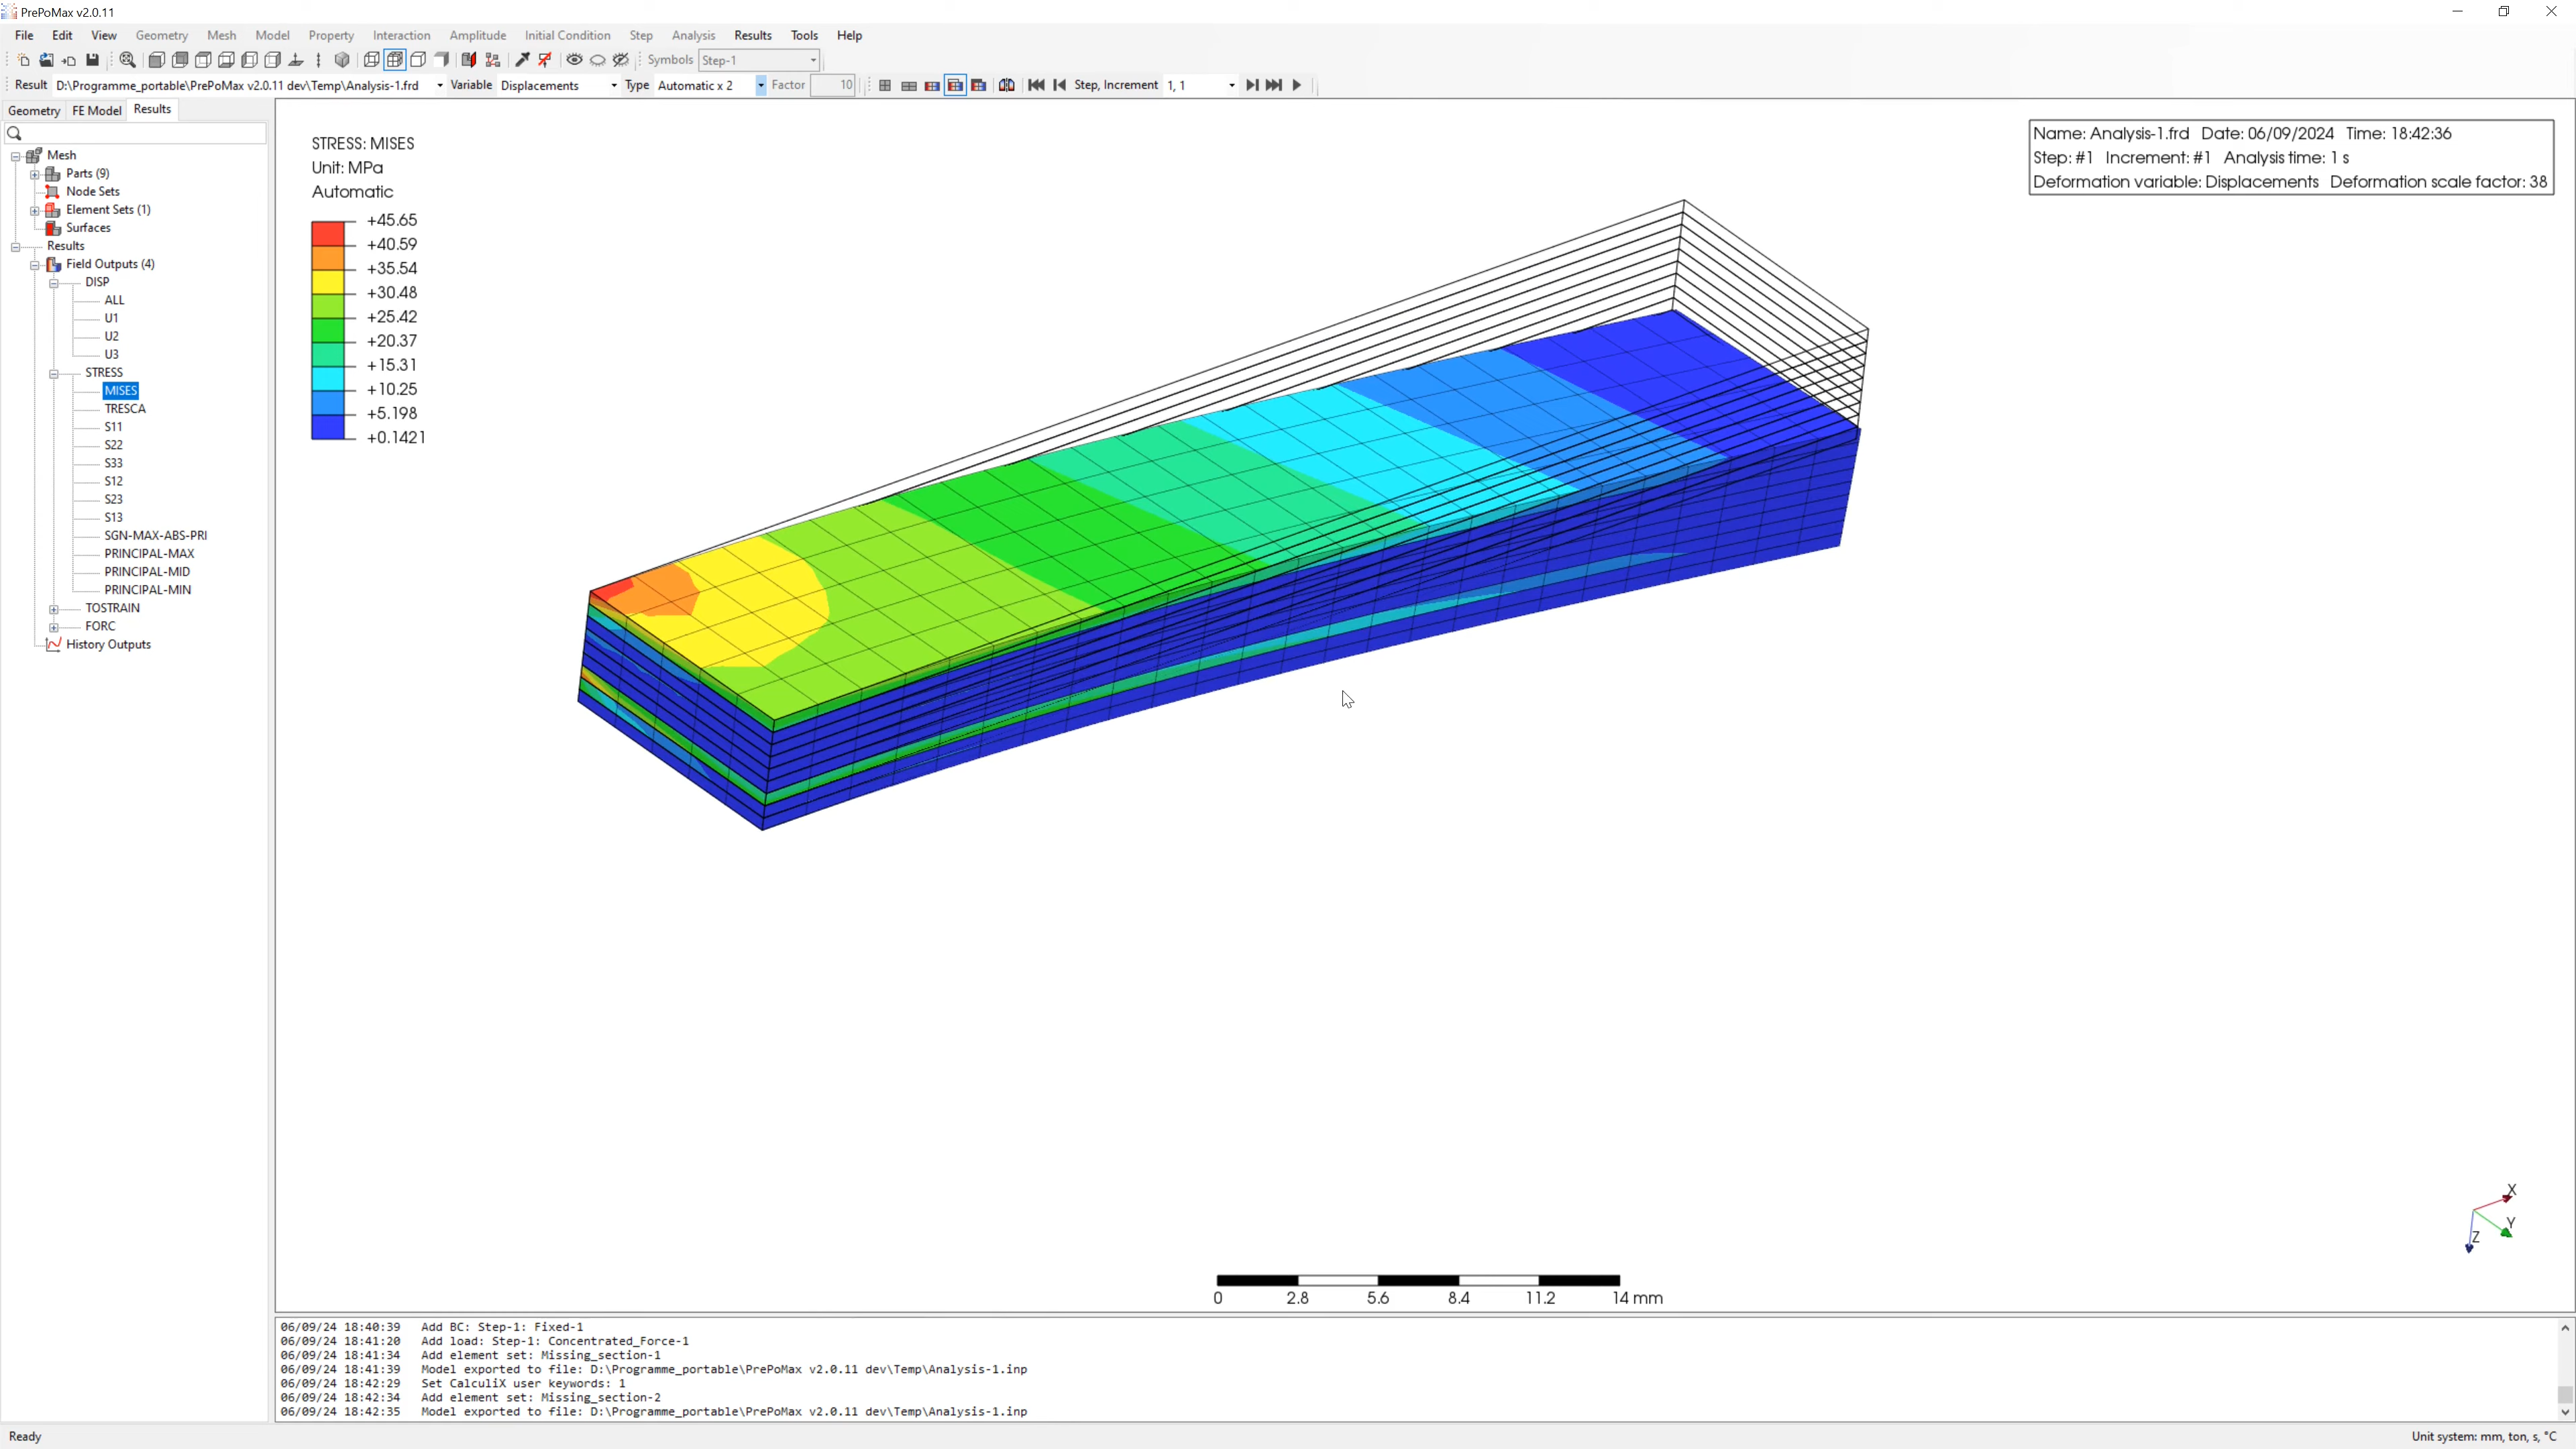 PrePoMax v2.0.11
File Edit View Geometry Mesh Model Property Interaction Amplitude Initial Condition Step Analysis Results Tools Help
Symbols Step-1
Result D:\Programme_portable\PrePoMax v2.0.11 dev\Temp\Analysis-1.frd Variable Displacements Type Automatic x 2 Factor 10 Step, Increment 1, 1
Geometry FE Model Results
Mesh
Parts (9)
Node Sets
Element Sets (1)
Surfaces
Results
Field Outputs (4)
DISP
ALL
U1
U2
U3
STRESS
MISES
TRESCA
S11
S22
S33
S12
S23
S13
SGN-MAX-ABS-PRI
PRINCIPAL-MAX
PRINCIPAL-MID
PRINCIPAL-MIN
TOSTRAIN
FORC
History Outputs
STRESS: MISES
Unit: MPa
Automatic
+45.65
+40.59
+35.54
+30.48
+25.42
+20.37
+15.31
+10.25
+5.198
+0.1421
Name: Analysis-1.frd Date: 06/09/2024 Time: 18:42:36
Step: #1 Increment: #1 Analysis time: 1 s
Deformation variable: Displacements Deformation scale factor: 38
X
Y
Z
0 2.8 5.6 8.4 11.2 14 mm
06/09/24 18:40:39 Add BC: Step-1: Fixed-1
06/09/24 18:41:20 Add load: Step-1: Concentrated_Force-1
06/09/24 18:41:34 Add element set: Missing_section-1
06/09/24 18:41:39 Model exported to file: D:\Programme_portable\PrePoMax v2.0.11 dev\Temp\Analysis-1.inp
06/09/24 18:42:29 Set CalculiX user keywords: 1
06/09/24 18:42:34 Add element set: Missing_section-2
06/09/24 18:42:35 Model exported to file: D:\Programme_portable\PrePoMax v2.0.11 dev\Temp\Analysis-1.inp
Ready
Unit system: mm, ton, s, °C